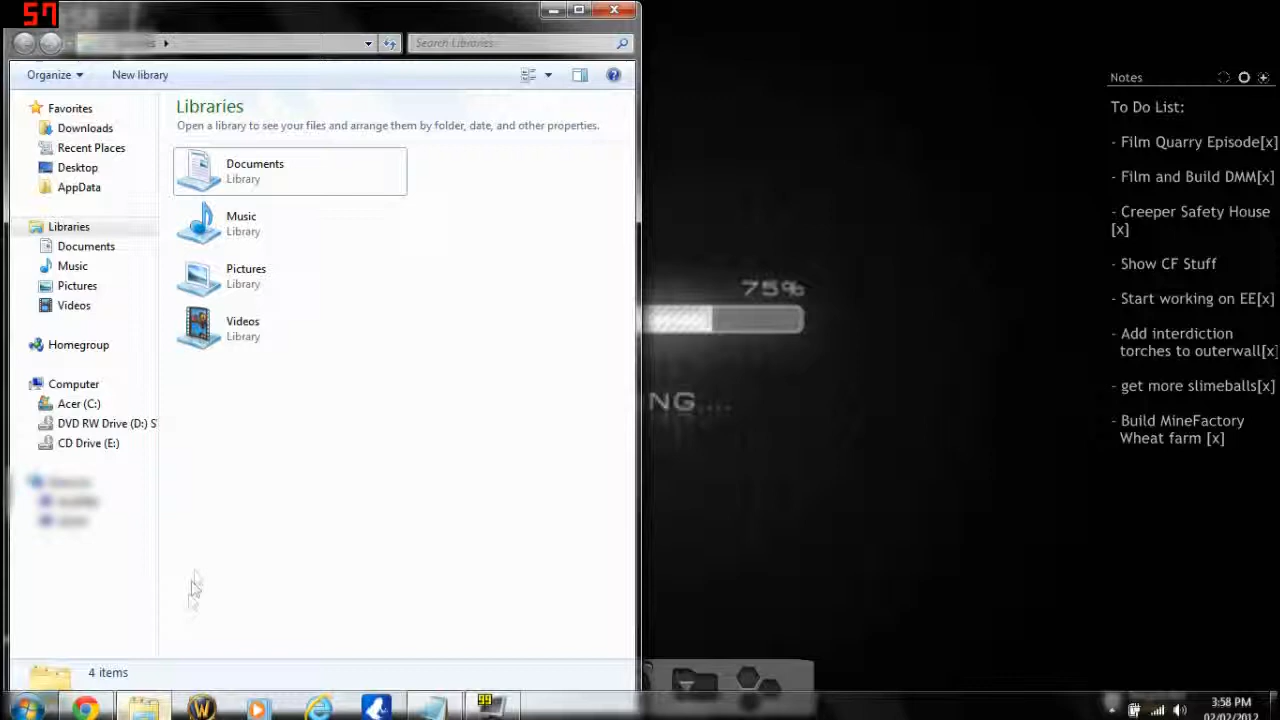 57
Search Libraries
Organize
New library
Favorites
Downloads
Recent Places
Desktop
AppData
Libraries
Documents
Music
Pictures
Videos
Homegroup
Computer
Acer (C:)
DVD RW Drive (D:) S
CD Drive (E:)
Libraries
Open a library to see your files and arrange them by folder, date, and other properties.
Documents
Library
Music
Library
Pictures
Library
Videos
Library
4 items
75%
NG....
Notes
To Do List:
- Film Quarry Episode[x]
- Film and Build DMM[x]
- Creeper Safety House
[x]
- Show CF Stuff
- Start working on EE[x]
- Add interdiction
torches to outerwall[x]
- get more slimeballs[x]
- Build MineFactory
Wheat farm [x]
99
3:58 PM
02/02/2012